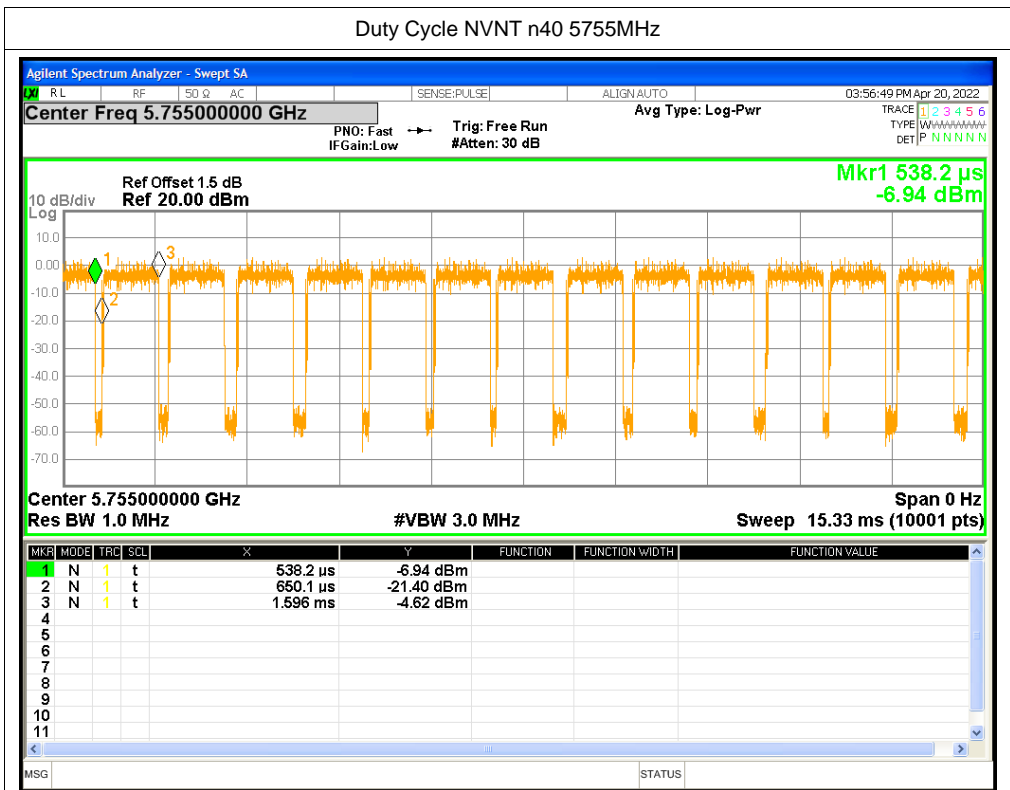 Duty Cycle NVNT n40 5755MHz
Agilent Spectrum Analyzer - Swept SA
LXI RL RF 50 Ω AC SENSE:PULSE ALIGNAUTO 03:56:49 PM Apr 20, 2022
Center Freq 5.755000000 GHz Avg Type: Log-Pwr TRACE 1 2 3 4 5 6
PNO: Fast Trig: Free Run TYPE WWWWWW
IFGain:Low #Atten: 30 dB DET P N N N N N
Mkr1 538.2 µs
-6.94 dBm
Ref Offset 1.5 dB
10 dB/div Ref 20.00 dBm
Log
10.0
0.00
-10.0
-20.0
-30.0
-40.0
-50.0
-60.0
-70.0
1
2
3
Center 5.755000000 GHz Span 0 Hz
Res BW 1.0 MHz #VBW 3.0 MHz Sweep 15.33 ms (10001 pts)
MKR MODE TRC SCL X Y FUNCTION FUNCTION WIDTH FUNCTION VALUE
1 N 1 t 538.2 µs -6.94 dBm
2 N 1 t 650.1 µs -21.40 dBm
3 N 1 t 1.596 ms -4.62 dBm
4
5
6
7
8
9
10
11
MSG STATUS